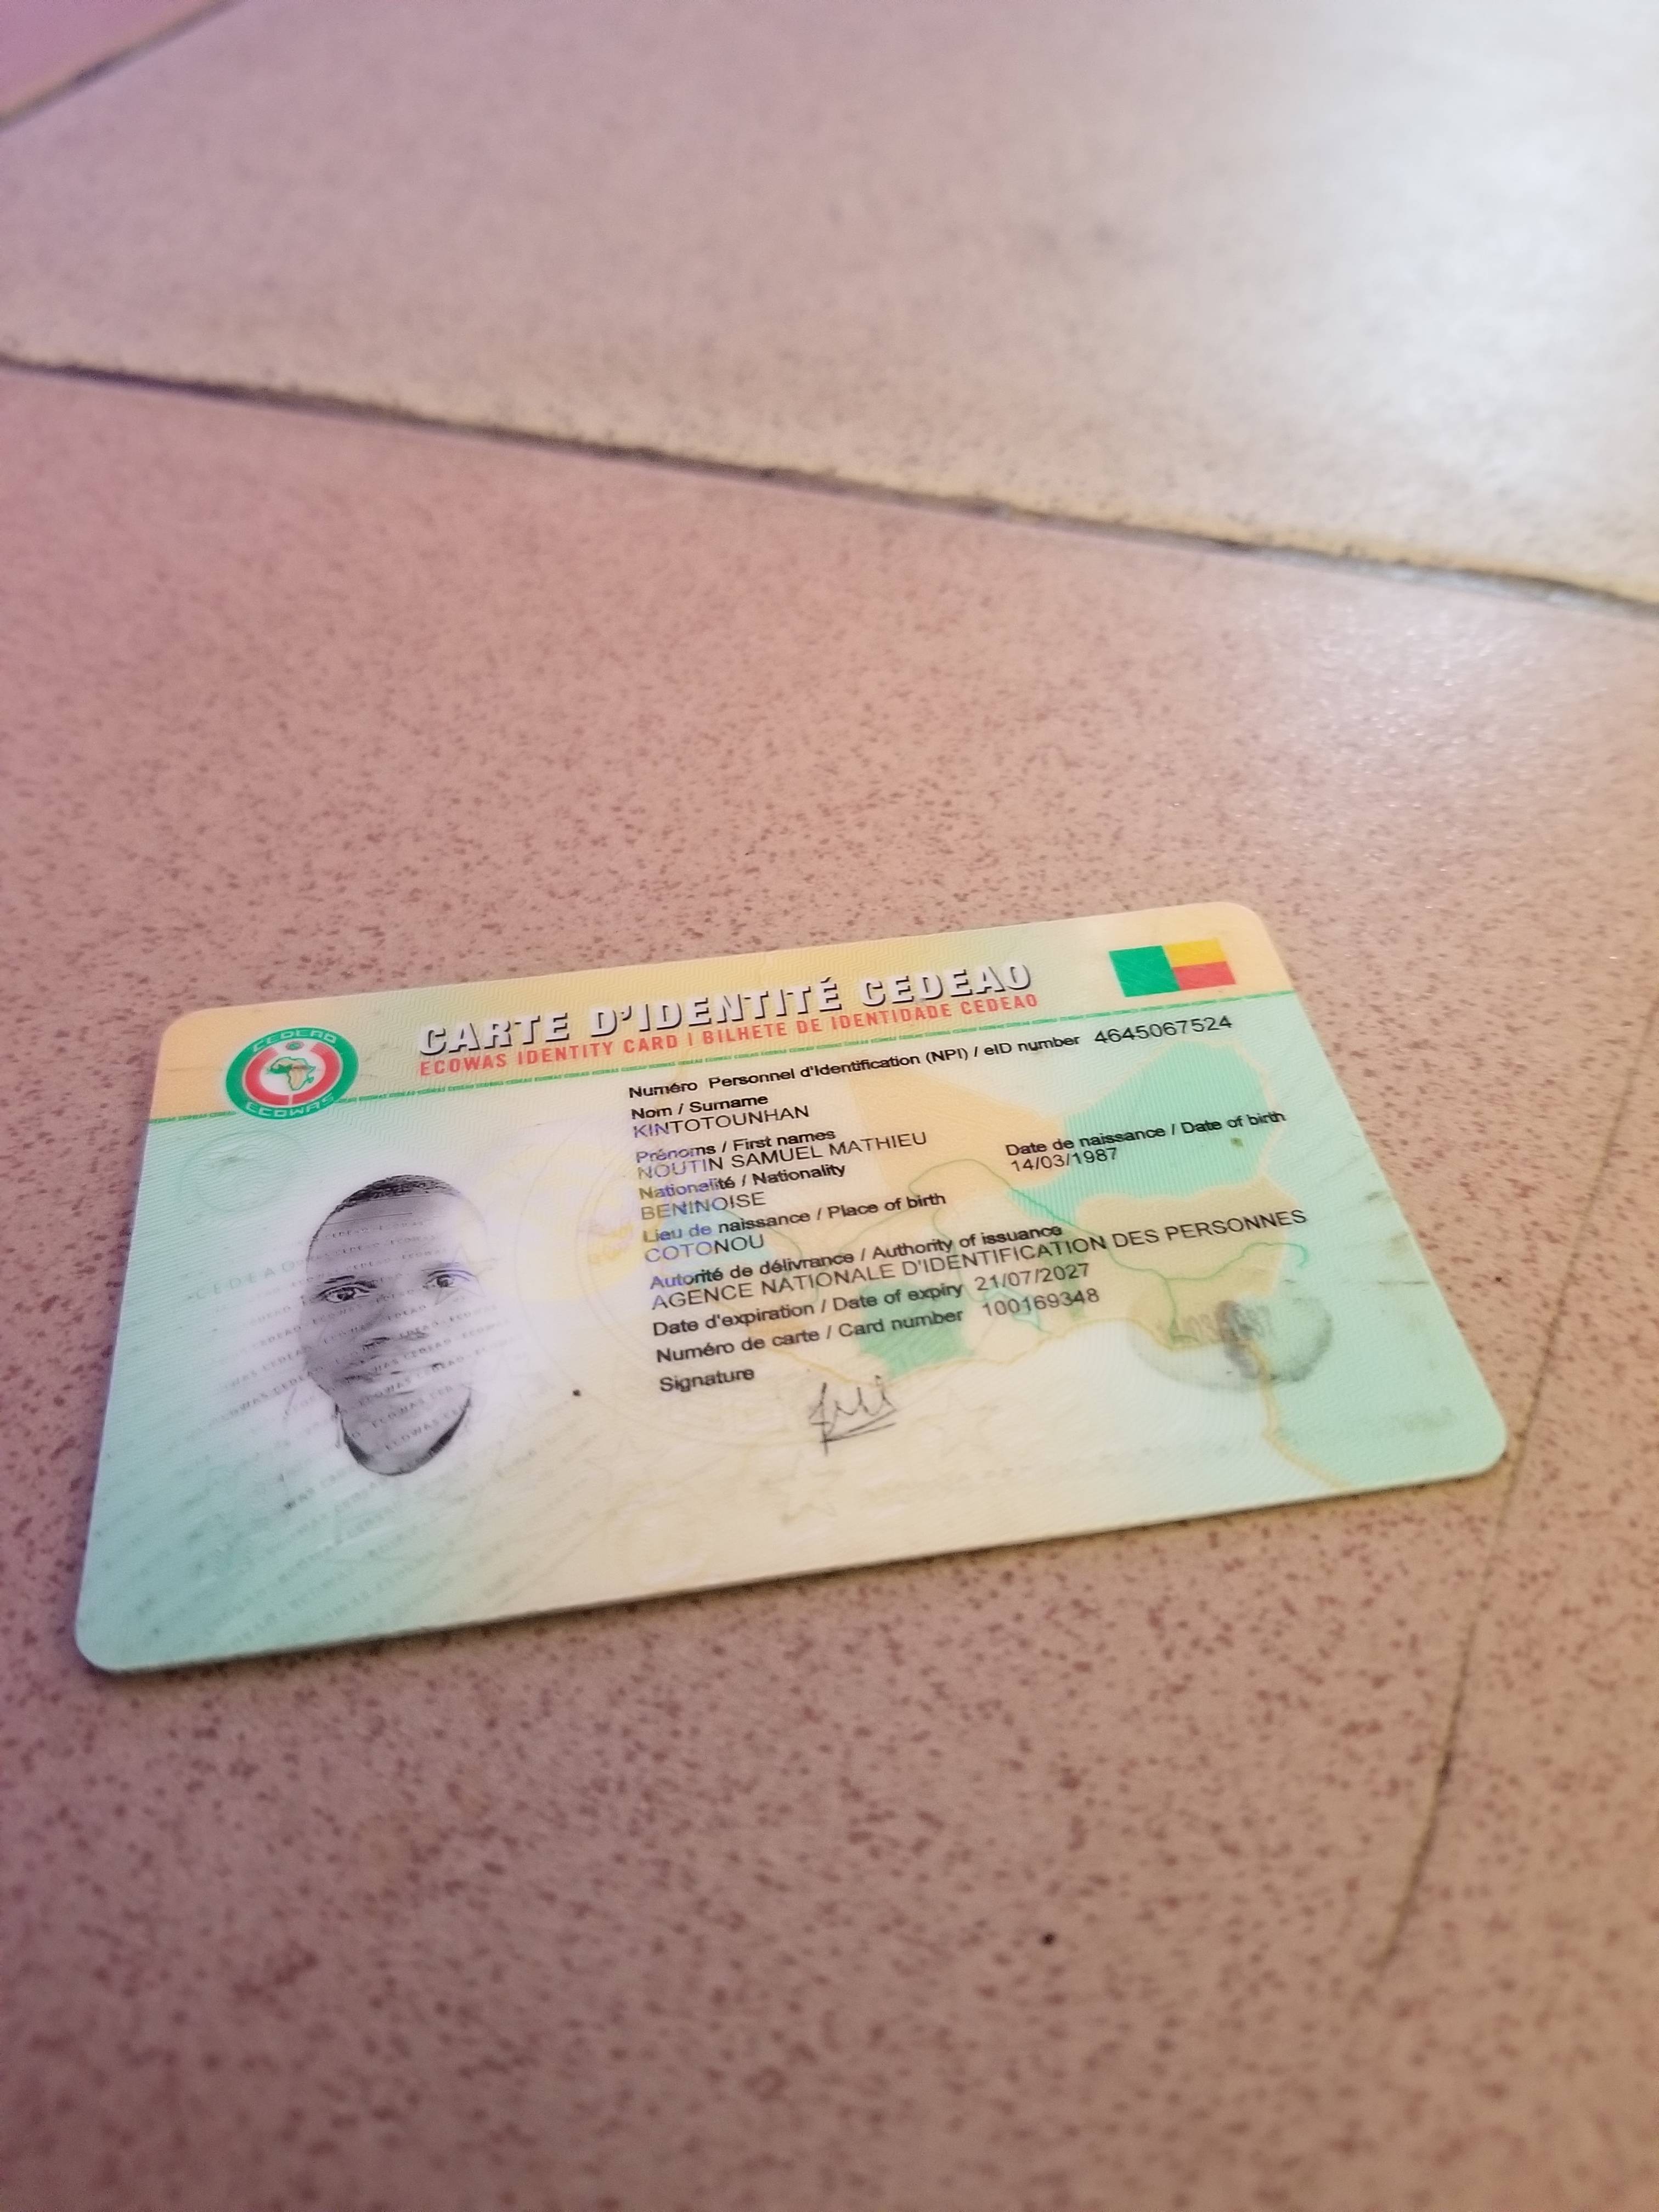 CARTE D'IDENTITÉ CEDEAO
ECOWAS IDENTITY CARD | BILHETE DE IDENTIDADE CEDEAO
CEDEAO
ECOWAS
Numéro Personnel d'Identification (NPI) / eID number 4645067524
Nom / Surname
KINTOTOUNHAN
Prénoms / First names
NOUTIN SAMUEL MATHIEU
Date de naissance / Date of birth
14/03/1987
Nationalité / Nationality
BENINOISE
Lieu de naissance / Place of birth
COTONOU
Autorité de délivrance / Authority of issuance
AGENCE NATIONALE D'IDENTIFICATION DES PERSONNES
Date d'expiration / Date of expiry 21/07/2027
Numéro de carte / Card number 100169348
Signature